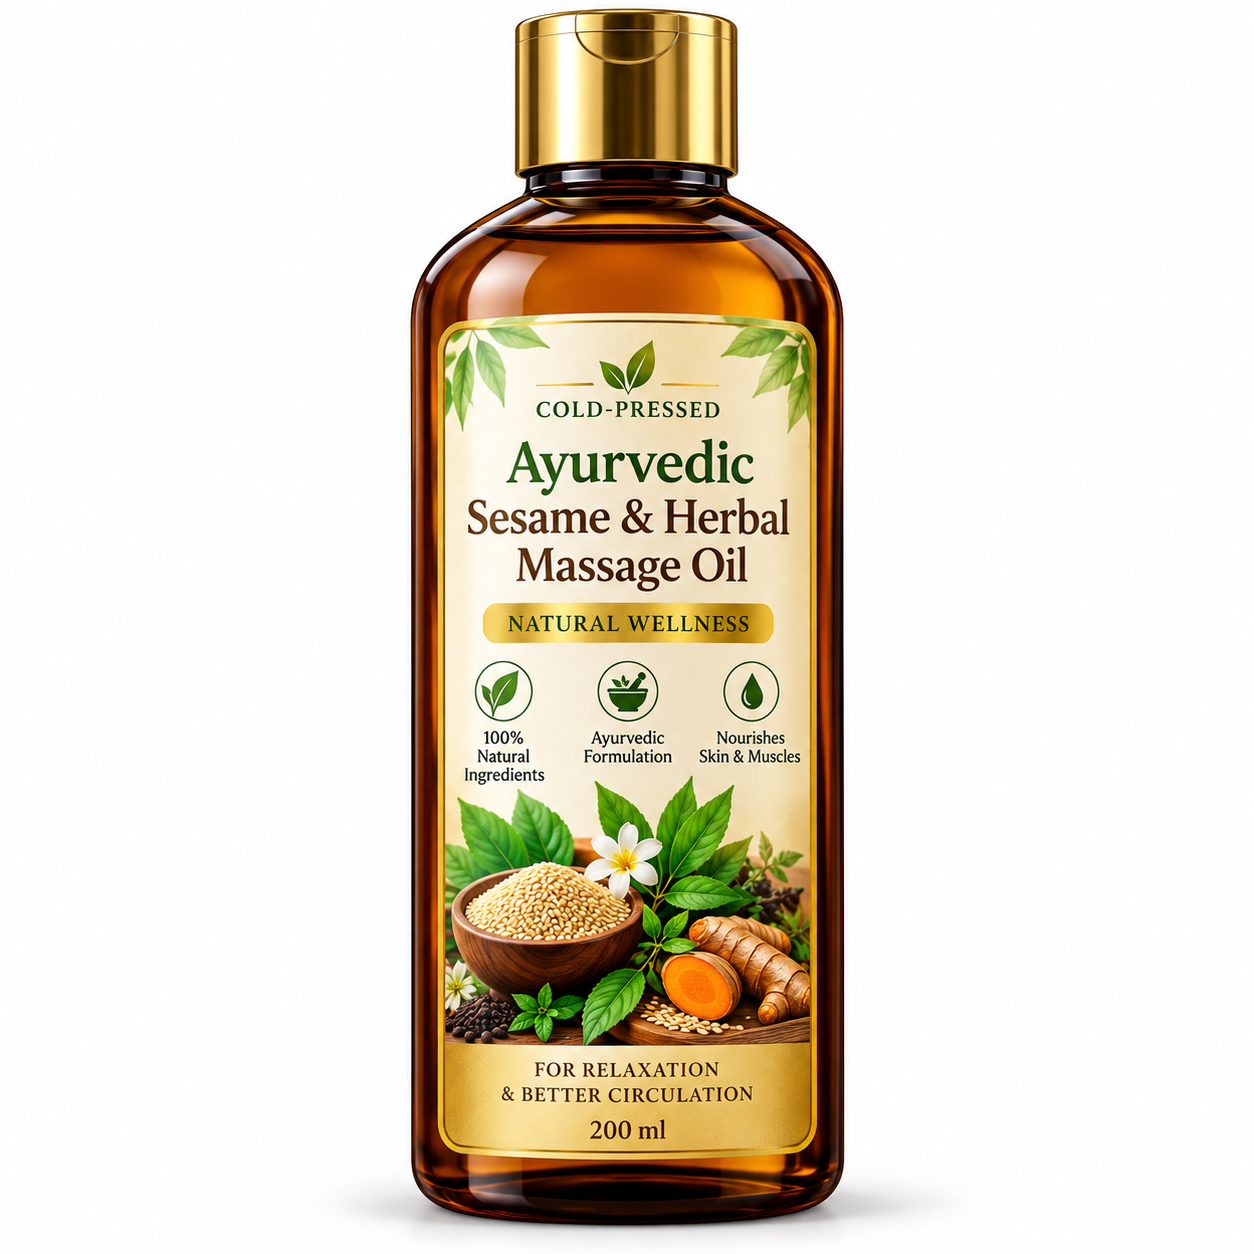 COLD-PRESSED
Ayurvedic
Sesame & Herbal
Massage Oil
NATURAL WELLNESS
100%
Natural
Ingredients
Ayurvedic
Formulation
Nourishes
Skin & Muscles
FOR RELAXATION
& BETTER CIRCULATION
200 ml